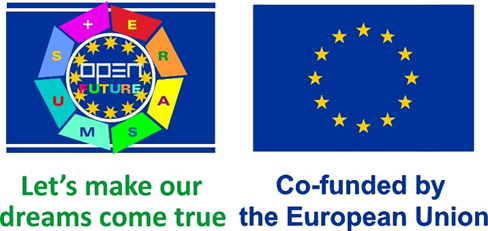 +ERASMUS
OPEN
FUTURE
Let's make our
dreams come true
Co-funded by
the European Union